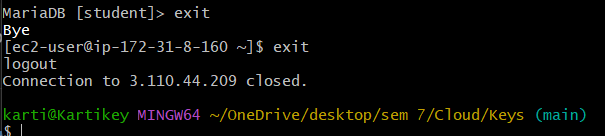 MariaDB [student]> exit
Bye
[ec2-user@ip-172-31-8-160 ~]$ exit
logout
Connection to 3.110.44.209 closed.
karti@Kartikey MINGW64 ~/OneDrive/desktop/sem 7/Cloud/Keys (main)
$